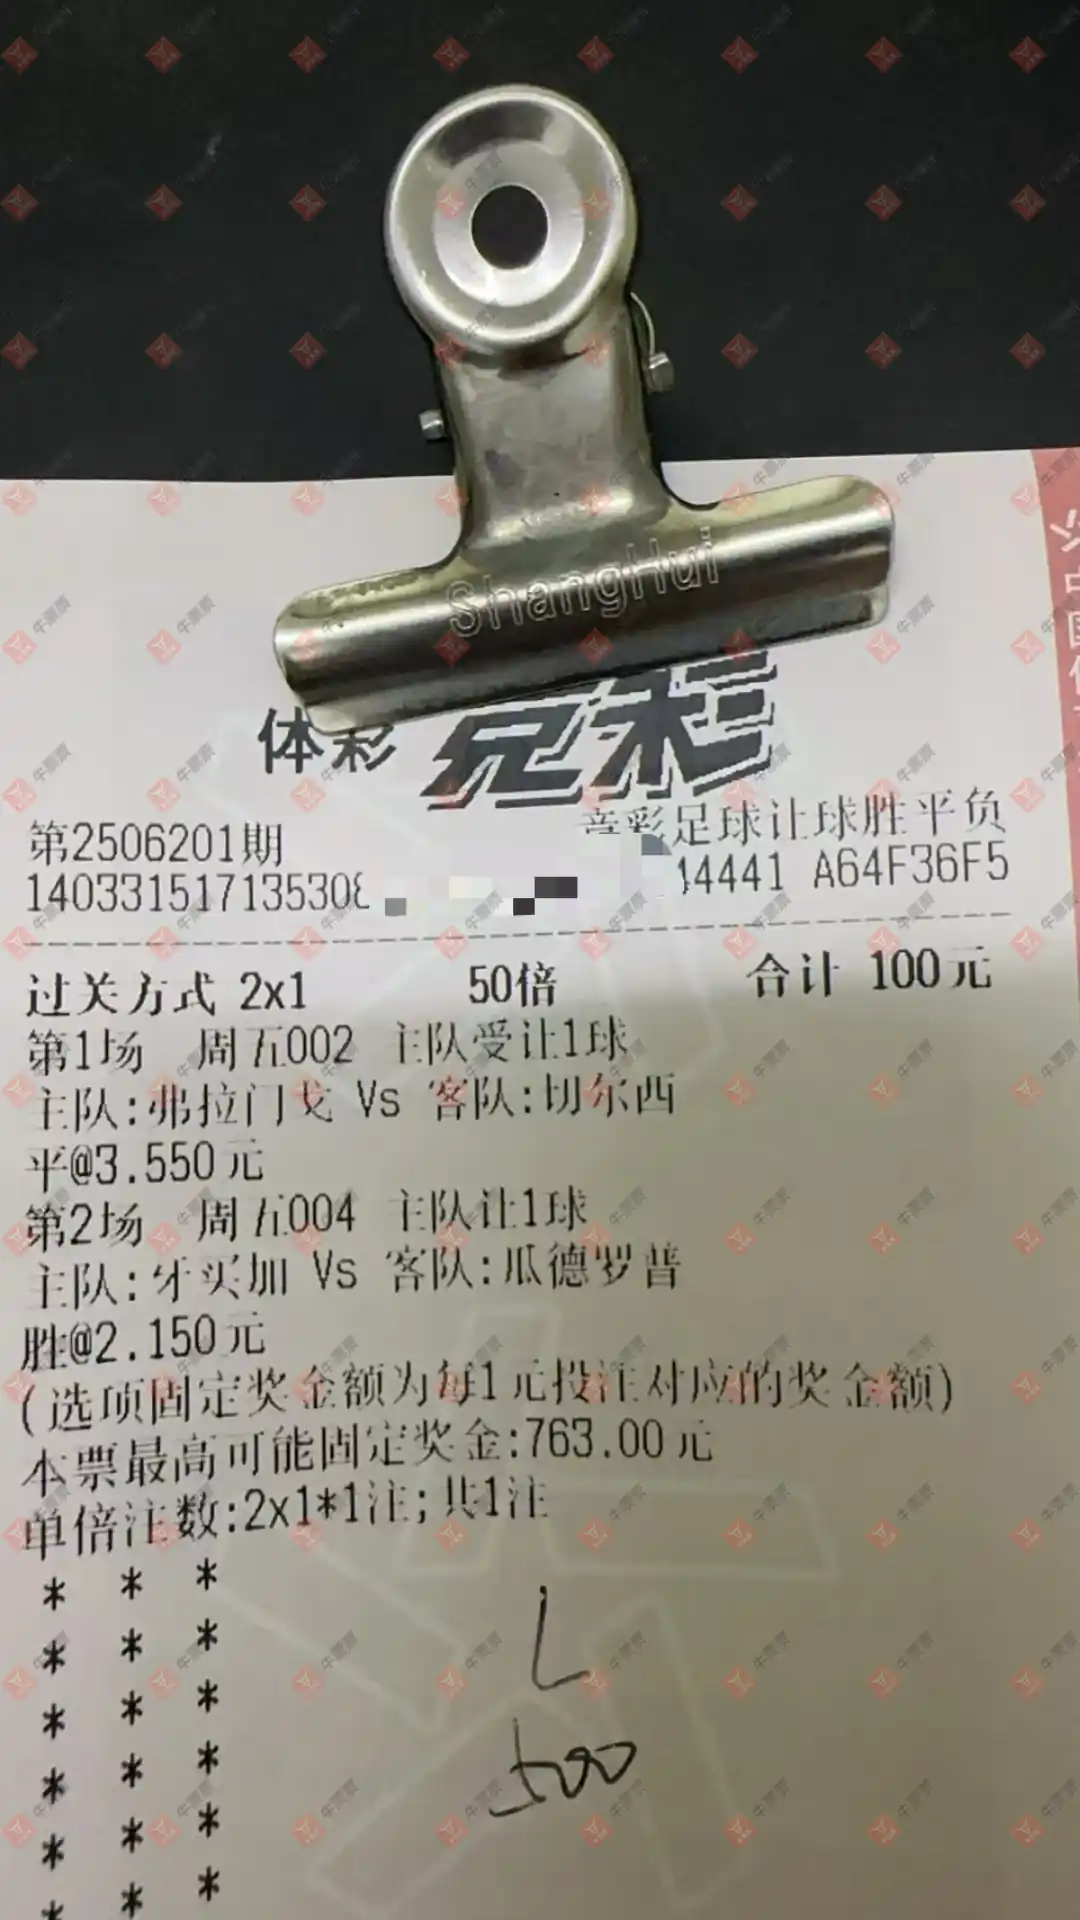 ShangHui
体彩 竞彩
第2506201期
竞彩足球让球胜平负
14033151713530
44441 A64F36F5
过关方式 2x1 50倍 合计 100元
第1场 周五002 主队受让1球
主队:弗拉门戈 Vs 客队:切尔西
平@3.550元
第2场 周五004 主队让1球
主队:牙买加 Vs 客队:瓜德罗普
胜@2.150元
(选项固定奖金额为每1元投注对应的奖金额)
本票最高可能固定奖金:763.00元
单倍注数:2x1*1注;共1注
* * *
* * *
* * *
* * *
* * *
* * *
L
500
牛票票